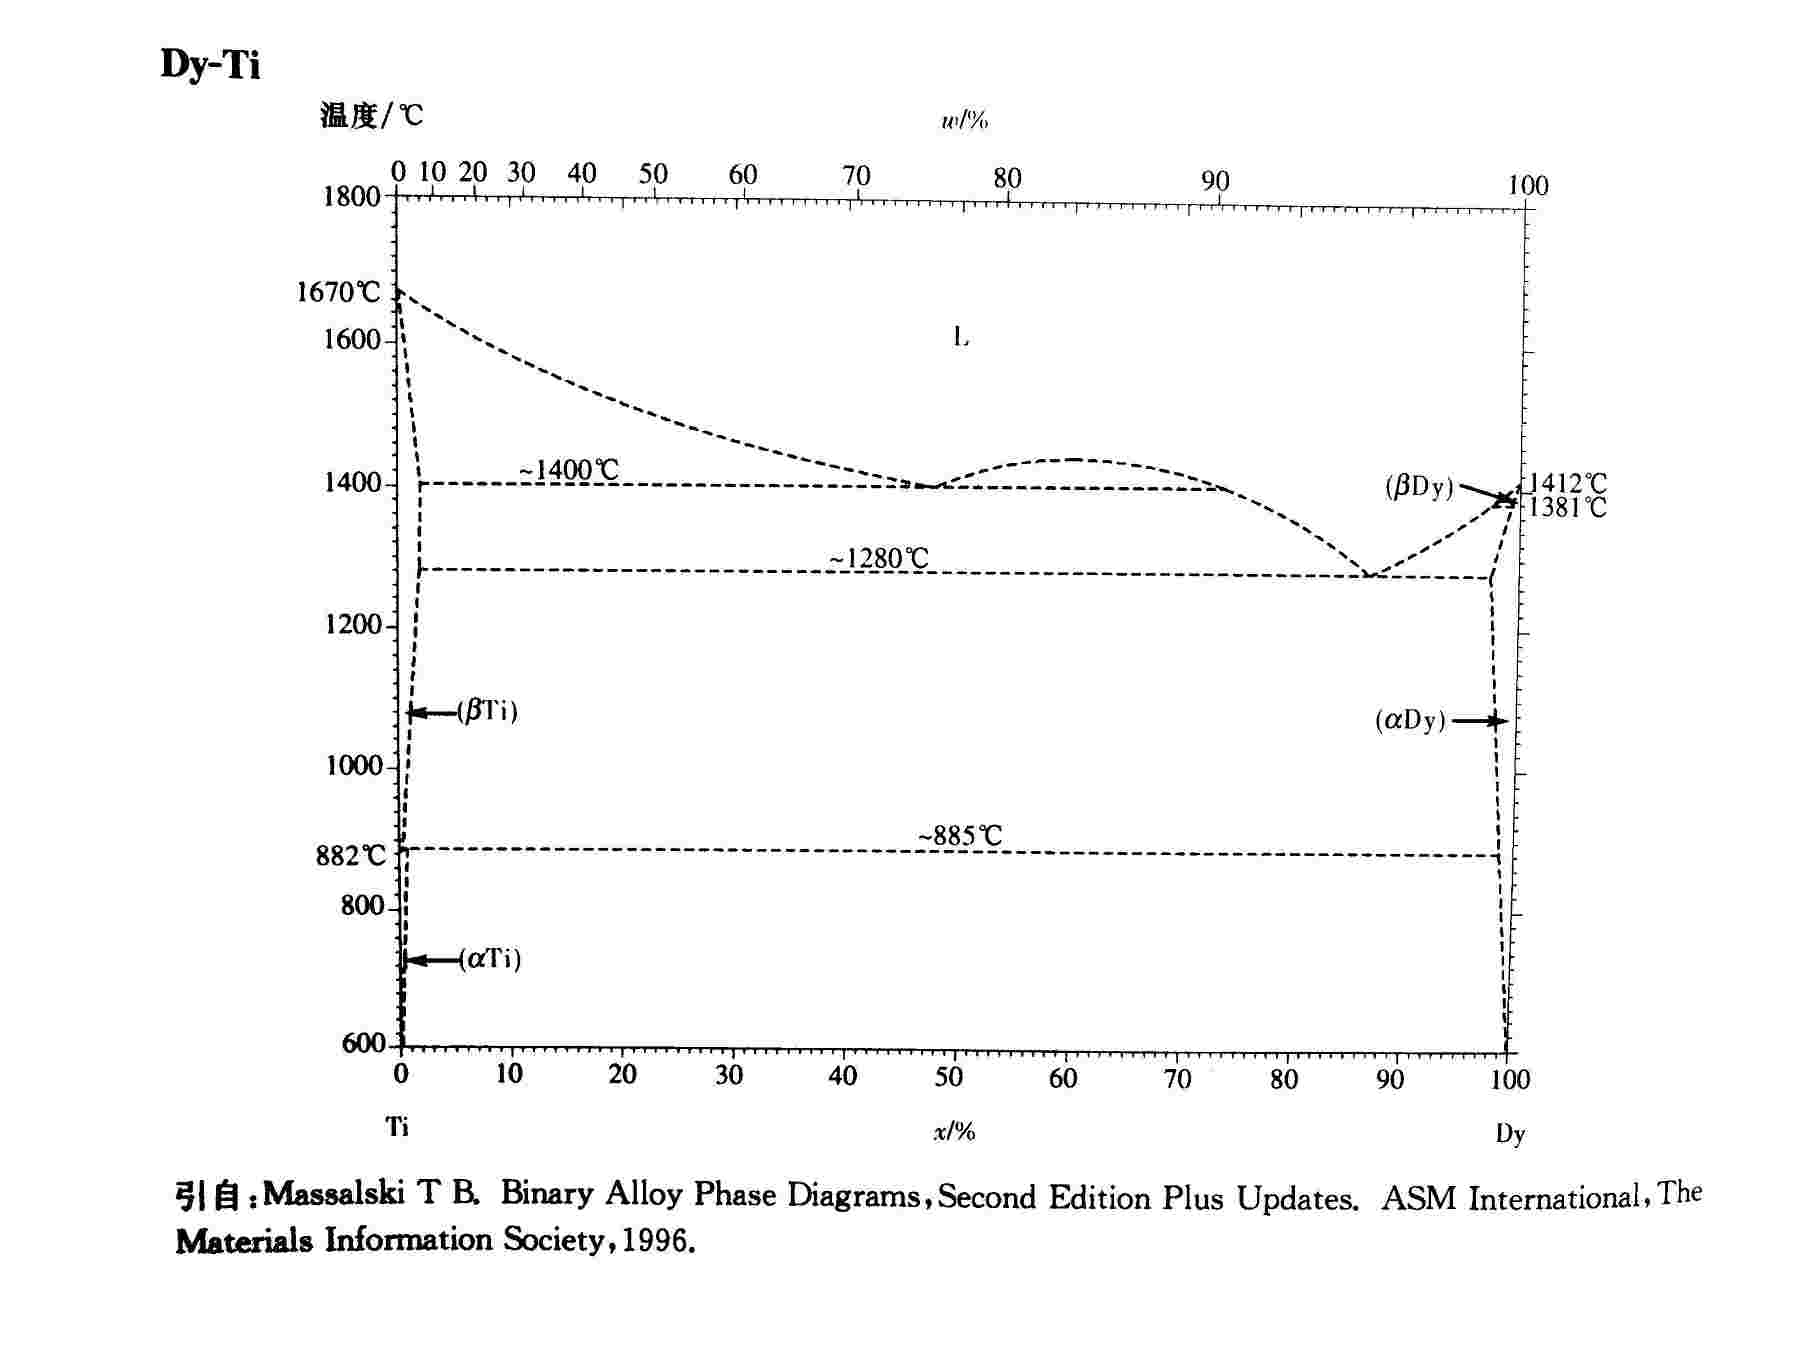 Dy-Ti
温度/℃
w/%
0 10 20 30 40 50 60 70 80 90 100
1800
1670℃
1600
L
~1400℃
1400
(βDy)
1412℃
1381℃
~1280℃
1200
(βTi)
(αDy)
1000
~885℃
882℃
800
(αTi)
600
0 10 20 30 40 50 60 70 80 90 100
Ti x/% Dy
引自:Massalski T B. Binary Alloy Phase Diagrams,Second Edition Plus Updates. ASM International,The
Materials Information Society,1996.